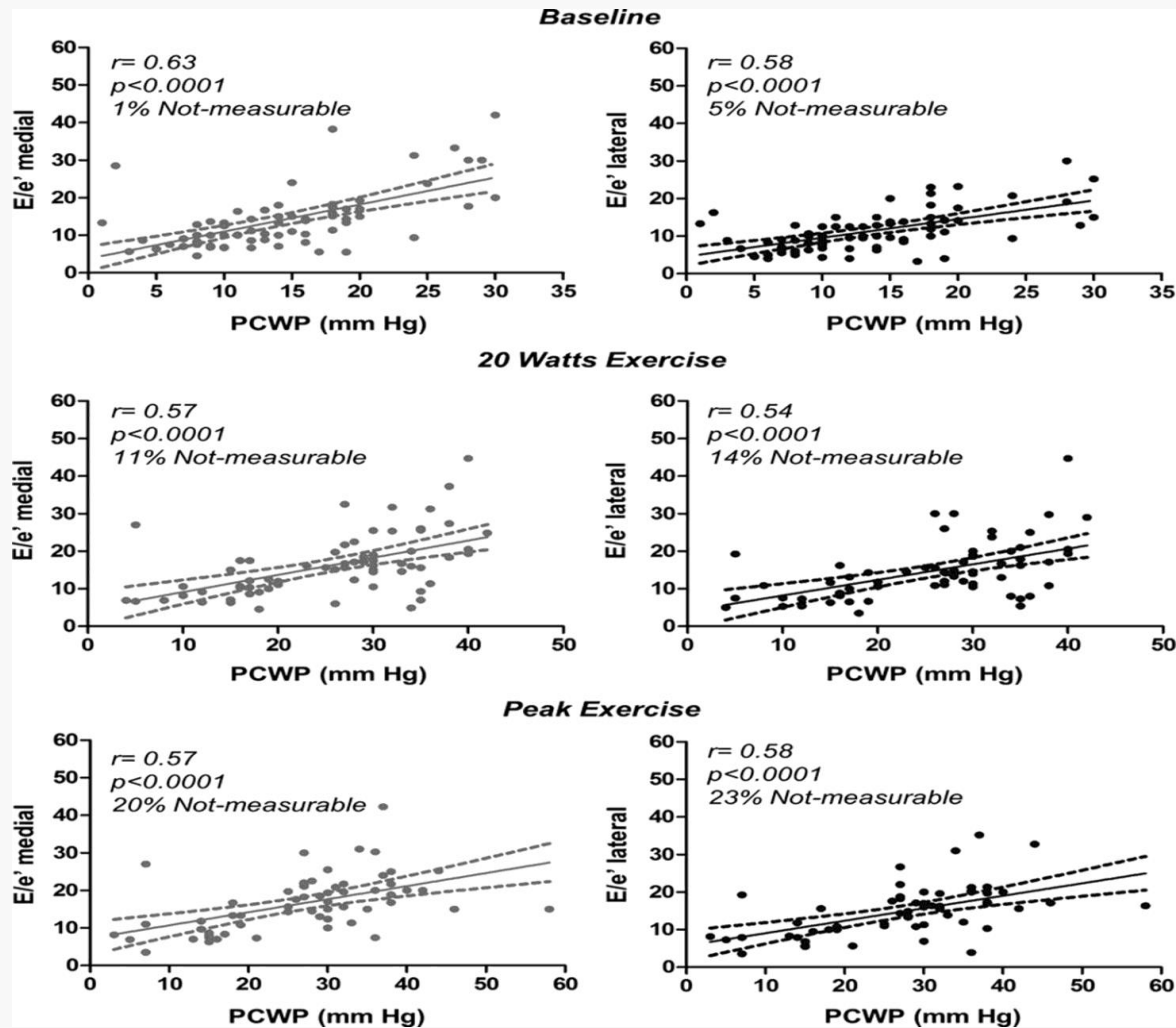 Baseline
r= 0.63
p<0.0001
1% Not-measurable
E/e' medial
60
50
40
30
20
10
0
0 5 10 15 20 25 30 35
PCWP (mm Hg)
r= 0.58
p<0.0001
5% Not-measurable
E/e' lateral
60
50
40
30
20
10
0
0 5 10 15 20 25 30 35
PCWP (mm Hg)
20 Watts Exercise
r= 0.57
p<0.0001
11% Not-measurable
E/e' medial
60
50
40
30
20
10
0
0 10 20 30 40 50
PCWP (mm Hg)
r= 0.54
p<0.0001
14% Not-measurable
E/e' lateral
60
50
40
30
20
10
0
0 10 20 30 40 50
PCWP (mm Hg)
Peak Exercise
r= 0.57
p<0.0001
20% Not-measurable
E/e' medial
60
50
40
30
20
10
0
0 10 20 30 40 50 60
PCWP (mm Hg)
r= 0.58
p<0.0001
23% Not-measurable
E/e' lateral
60
50
40
30
20
10
0
0 10 20 30 40 50 60
PCWP (mm Hg)